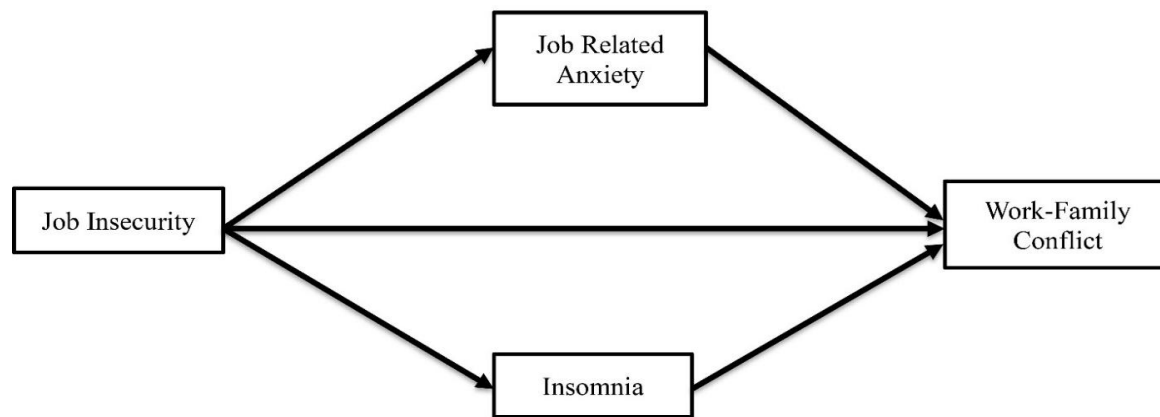 Job Related
Anxiety
Job Insecurity
Work-Family
Conflict
Insomnia